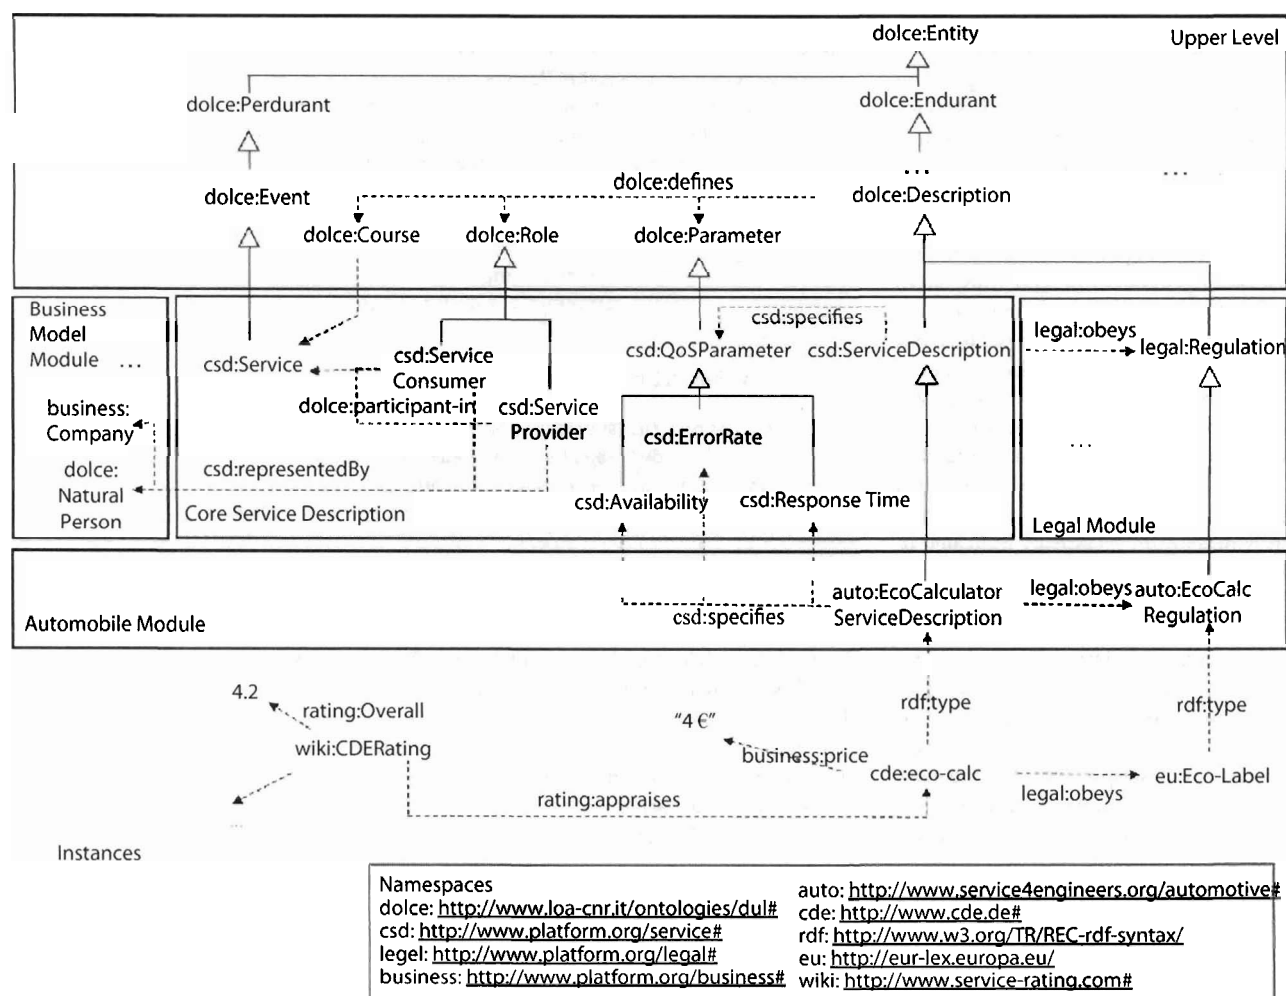 dolce:Entity
Upper Level
dolce:Perdurant
dolce:Endurant
...
...
dolce:defines
dolce:Event
dolce:Description
dolce:Course
dolce:Role
dolce:Parameter
Business
Model
Module ...
csd:specifies
legal:obeys
csd:Service
csd:Service
Consumer
csd:QoSParameter
csd:ServiceDescription
legal:Regulation
dolce:participant-in
business:
Company
csd:Service
Provider
csd:ErrorRate
...
dolce:
Natural
Person
csd:representedBy
csd:Availability
csd:Response Time
Core Service Description
Legal Module
auto:EcoCalculator
ServiceDescription
legal:obeys
auto:EcoCalc
Regulation
csd:specifies
Automobile Module
4.2
rating:Overall
rdf:type
rdf:type
"4 €"
wiki:CDERating
business:price
cde:eco-calc
eu:Eco-Label
legal:obeys
rating:appraises
...
Instances
Namespaces
dolce: http://www.loa-cnr.it/ontologies/dul#
csd: http://www.platform.org/service#
legel: http://www.platform.org/legal#
business: http://www.platform.org/business#
auto: http://www.service4engineers.org/automotive#
cde: http://www.cde.de#
rdf: http://www.w3.org/TR/REC-rdf-syntax/
eu: http://eur-lex.europa.eu/
wiki: http://www.service-rating.com#